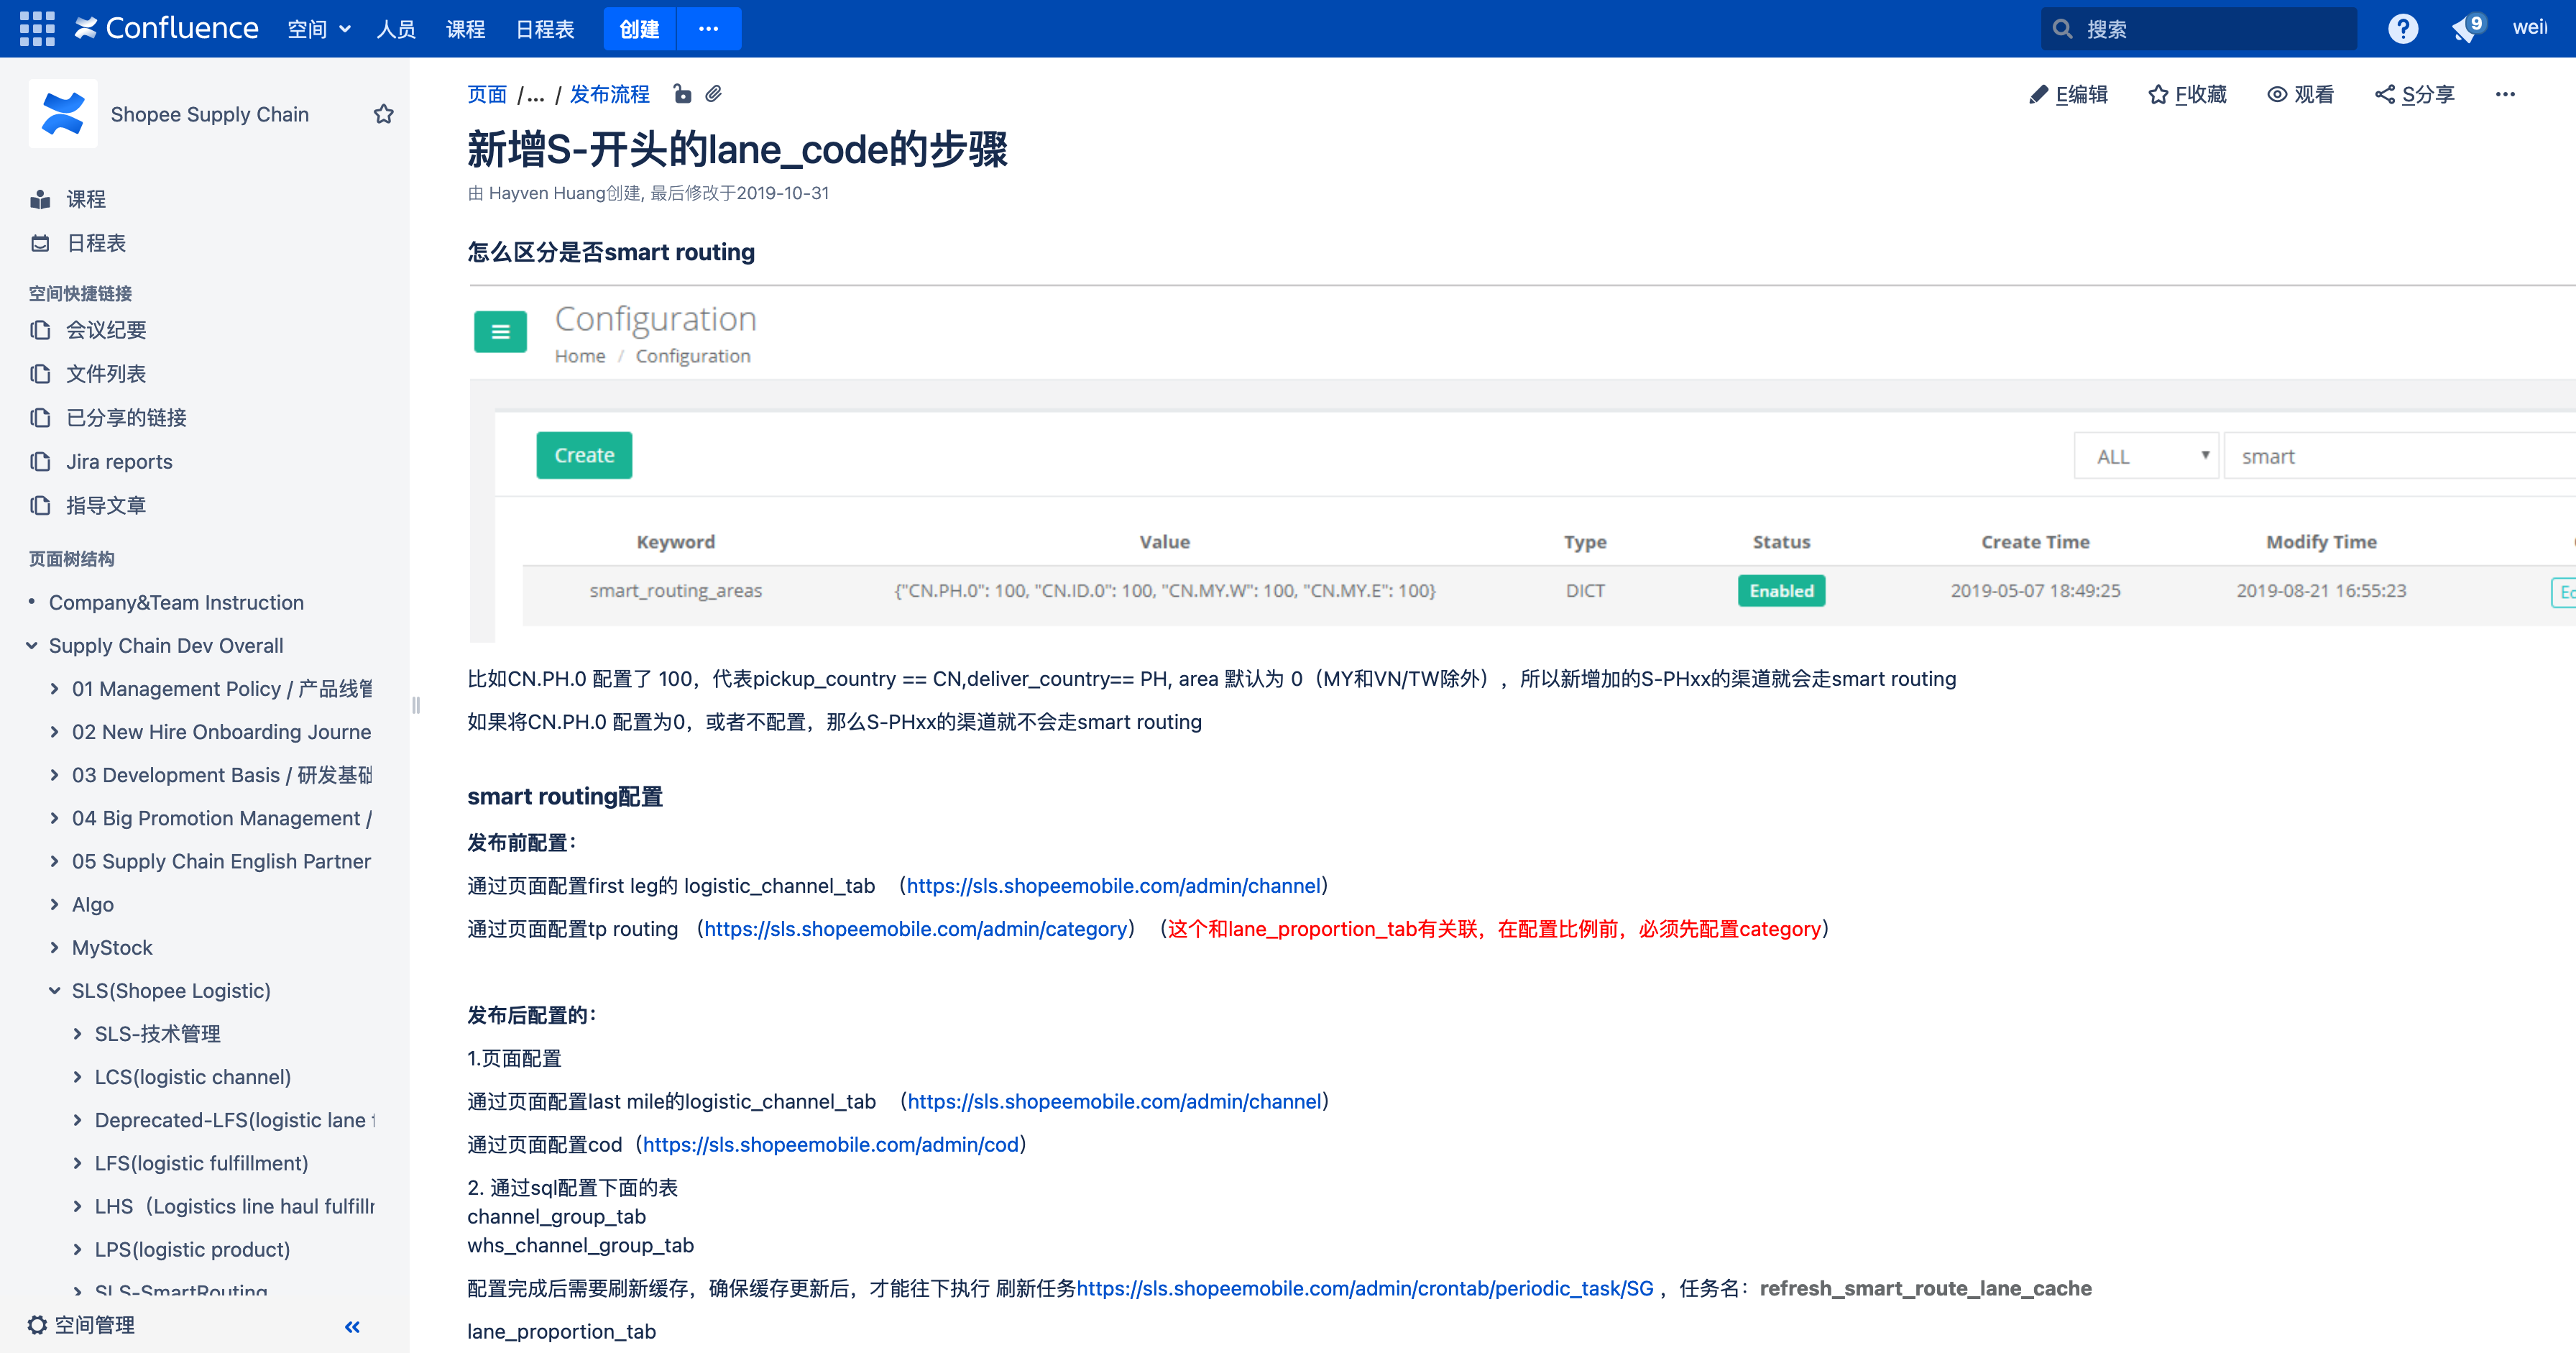 Confluence 空间 人员 课程 日程表 创建 ··· 搜索 9
Shopee Supply Chain
课程
日程表
空间快捷链接
会议纪要
文件列表
已分享的链接
Jira reports
指导文章
页面树结构
Company&Team Instruction
Supply Chain Dev Overall
01 Management Policy / 产品线管
02 New Hire Onboarding Journe
03 Development Basis / 研发基础
04 Big Promotion Management /
05 Supply Chain English Partner
Algo
MyStock
SLS(Shopee Logistic)
SLS-技术管理
LCS(logistic channel)
Deprecated-LFS(logistic lane
LFS(logistic fulfillment)
LHS（Logistics line haul fulfill
LPS(logistic product)
SLS-SmartRouting
空间管理
页面 /... / 发布流程
E编辑 F收藏 观看 S分享 ···
新增S-开头的lane_code的步骤
由 Hayven Huang创建, 最后修改于2019-10-31
怎么区分是否smart routing
Configuration
Home / Configuration
Create ALL smart
Keyword Value Type Status Create Time Modify Time
smart_routing_areas {"CN.PH.0": 100, "CN.ID.0": 100, "CN.MY.W": 100, "CN.MY.E": 100} DICT Enabled 2019-05-07 18:49:25 2019-08-21 16:55:23
比如CN.PH.0 配置了 100，代表pickup_country == CN,deliver_country== PH, area 默认为 0（MY和VN/TW除外），所以新增加的S-PHxx的渠道就会走smart routing
如果将CN.PH.0 配置为0，或者不配置，那么S-PHxx的渠道就不会走smart routing
smart routing配置
发布前配置：
通过页面配置first leg的 logistic_channel_tab （https://sls.shopeemobile.com/admin/channel）
通过页面配置tp routing （https://sls.shopeemobile.com/admin/category）（这个和lane_proportion_tab有关联，在配置比例前，必须先配置category）
发布后配置的：
1.页面配置
通过页面配置last mile的logistic_channel_tab （https://sls.shopeemobile.com/admin/channel）
通过页面配置cod（https://sls.shopeemobile.com/admin/cod）
2. 通过sql配置下面的表
channel_group_tab
whs_channel_group_tab
配置完成后需要刷新缓存，确保缓存更新后，才能往下执行 刷新任务https://sls.shopeemobile.com/admin/crontab/periodic_task/SG ，任务名：refresh_smart_route_lane_cache
lane_proportion_tab